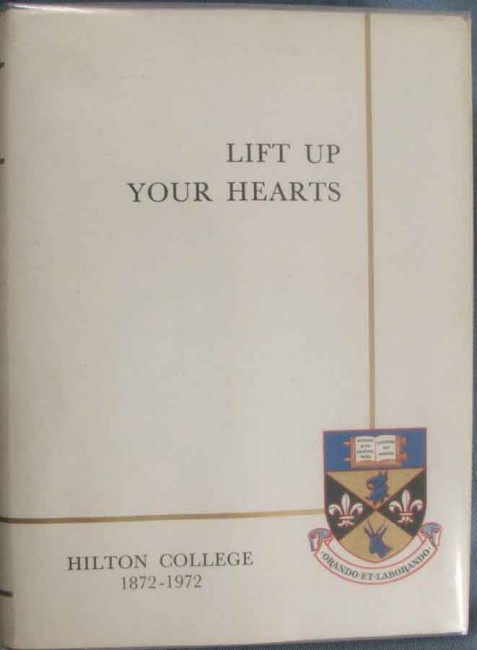 LIFT UP
YOUR HEARTS
HILTON COLLEGE
1872-1972
·ORANDO·ET·LABORANDO·